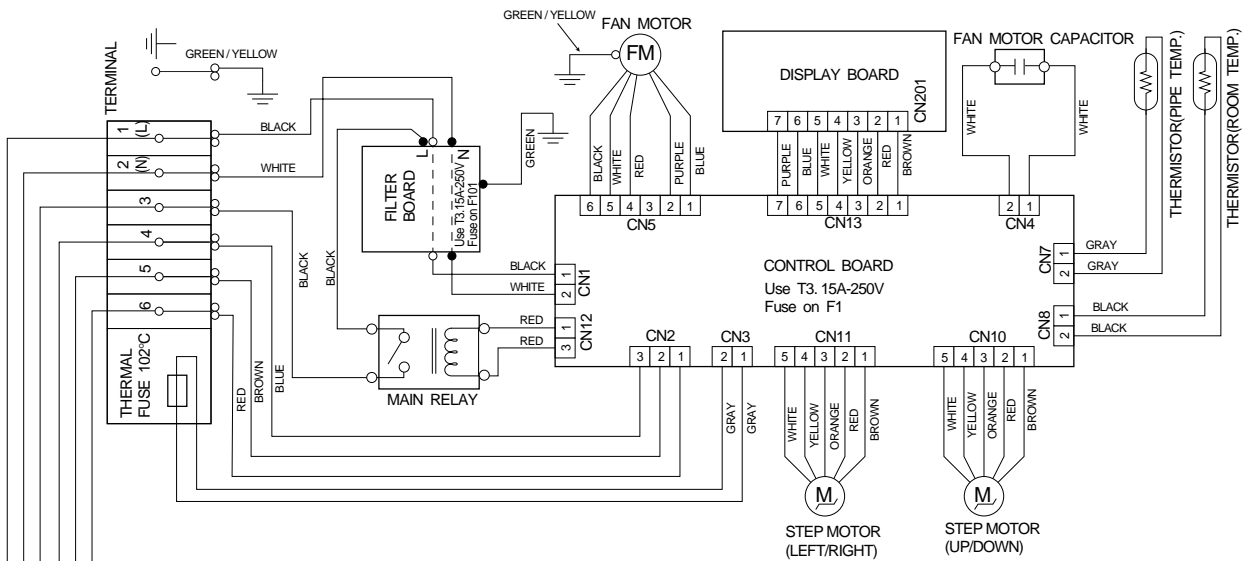 GREEN / YELLOW
FAN MOTOR
FM
GREEN / YELLOW
TERMINAL
1 (L)
2 (N)
3
4
5
6
THERMAL
FUSE 102°C
BLACK
WHITE
L
N
FILTER
BOARD
Use T3.15A-250V
Fuse on F101
GREEN
BLACK
BLACK
RED
BROWN
BLUE
MAIN RELAY
BLACK
WHITE
RED
RED
1
2
CN1
1
3
CN12
BLACK
WHITE
RED
PURPLE
BLUE
6 5 4 3 2 1
CN5
DISPLAY BOARD
CN201
7 6 5 4 3 2 1
PURPLE
BLUE
WHITE
YELLOW
ORANGE
RED
BROWN
7 6 5 4 3 2 1
CN13
FAN MOTOR CAPACITOR
WHITE
WHITE
2 1
CN4
THERMISTOR(PIPE TEMP.)
THERMISTOR(ROOM TEMP.)
CN7
1
2
GRAY
GRAY
CN8
1
2
BLACK
BLACK
CONTROL BOARD
Use T3. 15A-250V
Fuse on F1
CN2
3 2 1
CN3
2 1
GRAY
GRAY
CN11
5 4 3 2 1
WHITE
YELLOW
ORANGE
RED
BROWN
M
STEP MOTOR
(LEFT/RIGHT)
CN10
5 4 3 2 1
WHITE
YELLOW
ORANGE
RED
BROWN
M
STEP MOTOR
(UP/DOWN)